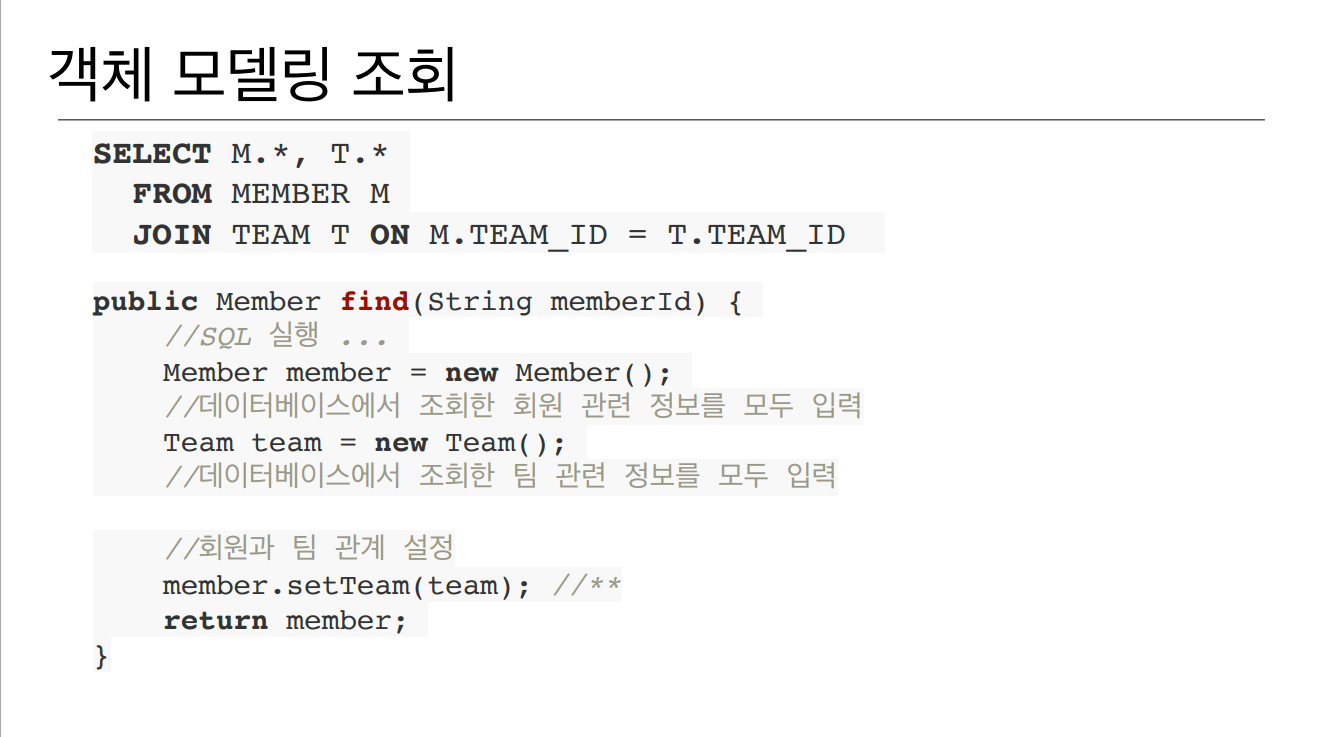 객체 모델링 조회
SELECT M.*, T.*
  FROM MEMBER M
  JOIN TEAM T ON M.TEAM_ID = T.TEAM_ID
public Member find(String memberId) {
    //SQL 실행 ...
    Member member = new Member();
    //데이터베이스에서 조회한 회원 관련 정보를 모두 입력
    Team team = new Team();
    //데이터베이스에서 조회한 팀 관련 정보를 모두 입력
    //회원과 팀 관계 설정
    member.setTeam(team); //**
    return member;
}